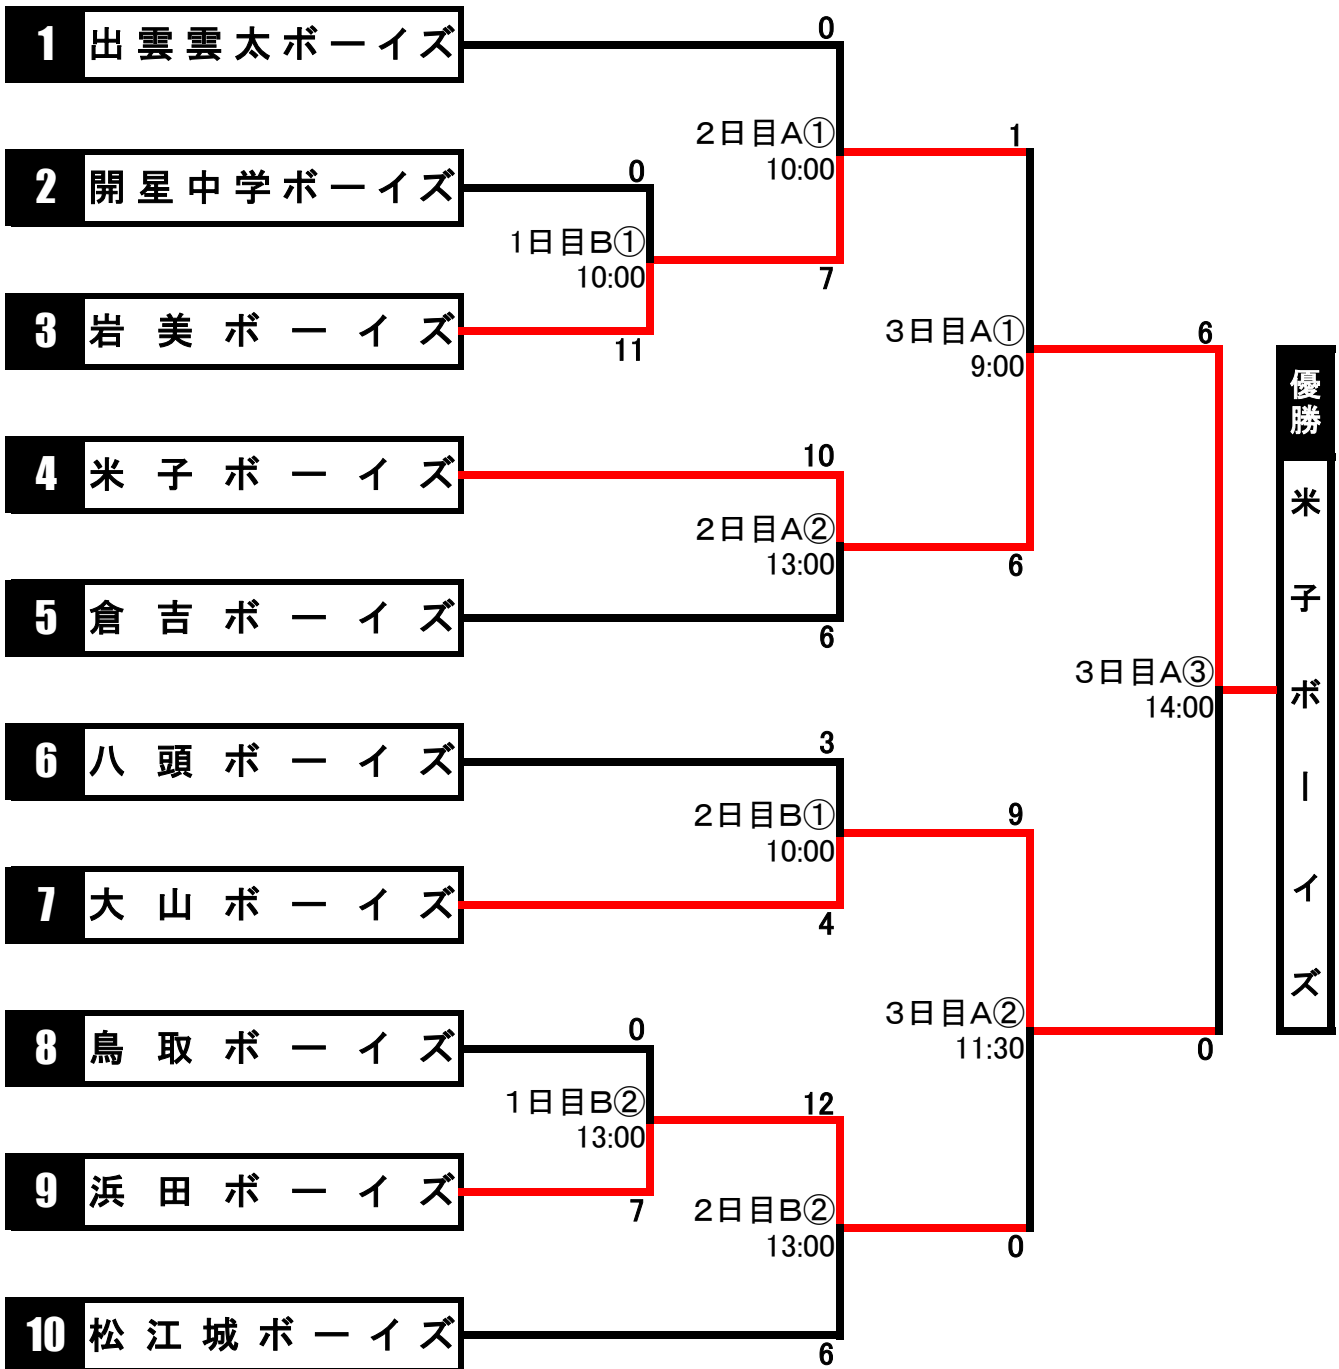 1 出雲雲太ボーイズ
0
2日目A①
10:00
1
2 開星中学ボーイズ
0
1日目B①
10:00
7
3 岩美ボーイズ
11
3日目A①
9:00
6
優勝
米子ボーイズ
4 米子ボーイズ
10
2日目A②
13:00
6
5 倉吉ボーイズ
6
3日目A③
14:00
6 八頭ボーイズ
3
2日目B①
10:00
9
7 大山ボーイズ
4
3日目A②
11:30
0
8 鳥取ボーイズ
0
1日目B②
13:00
12
9 浜田ボーイズ
7
2日目B②
13:00
0
10 松江城ボーイズ
6